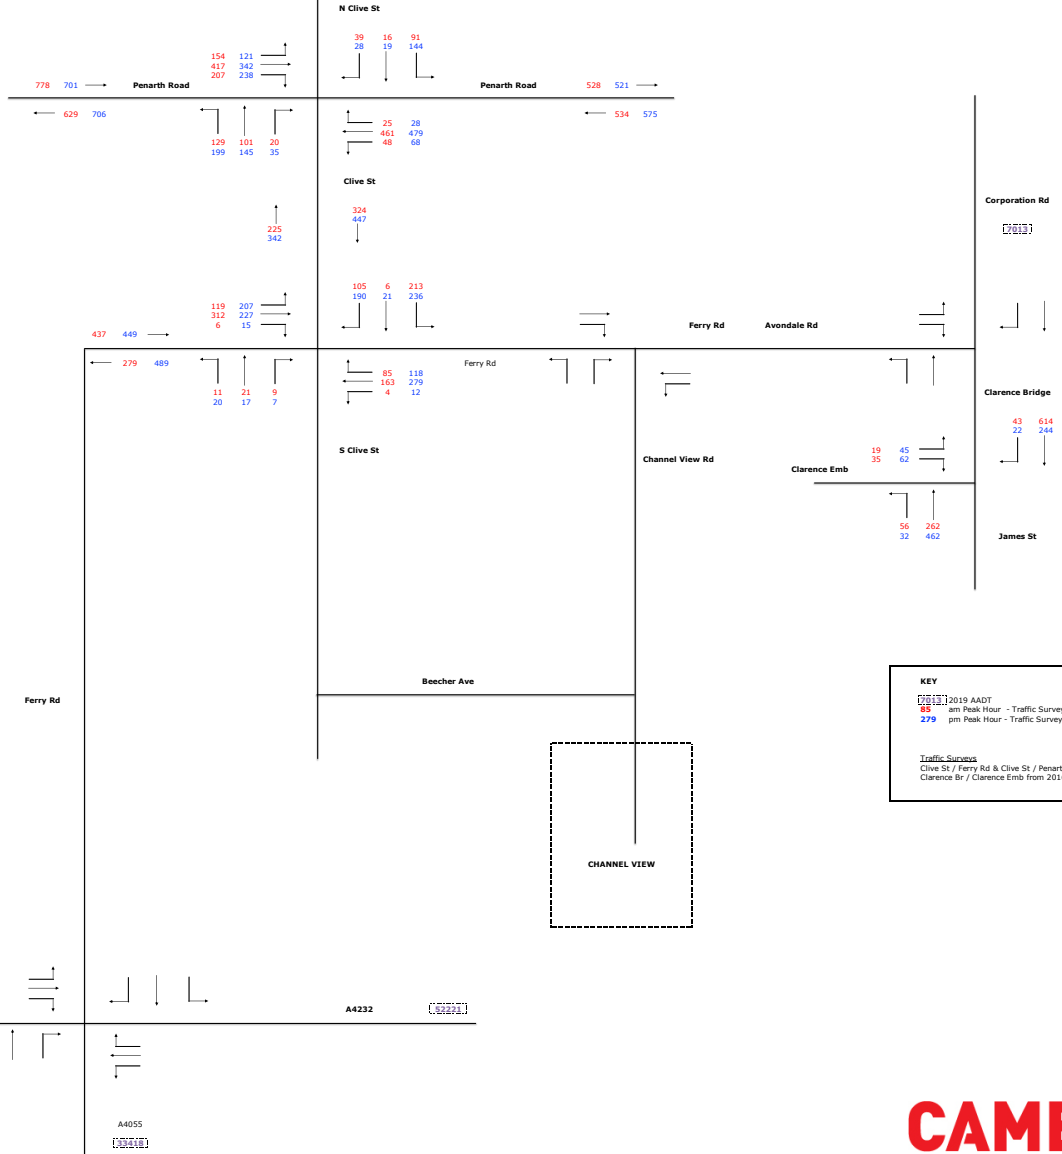 N Clive St
39 16 91
28 19 144
154 121
417 342
207 238
778 701
Penarth Road
Penarth Road
528 521
629 706
534 575
25 28
461 479
48 68
129 101 20
199 145 35
Clive St
Corporation Rd
7013
324
447
225
342
105 6 213
190 21 236
119 207
312 227
6 15
437 449
Ferry Rd
Avondale Rd
279 489
Ferry Rd
85 118
163 279
4 12
11 21 9
20 17 7
Clarence Bridge
43 614
22 244
S Clive St
Channel View Rd
19 45
35 62
Clarence Emb
56 262
32 462
James St
Beecher Ave
Ferry Rd
KEY
7013 2019 AADT
85 am Peak Hour - Traffic Survey
279 pm Peak Hour - Traffic Survey
Traffic Surveys
Clive St / Ferry Rd & Clive St / Penart
Clarence Br / Clarence Emb from 201
CHANNEL VIEW
A4232
52221
A4055
33418
CAMB